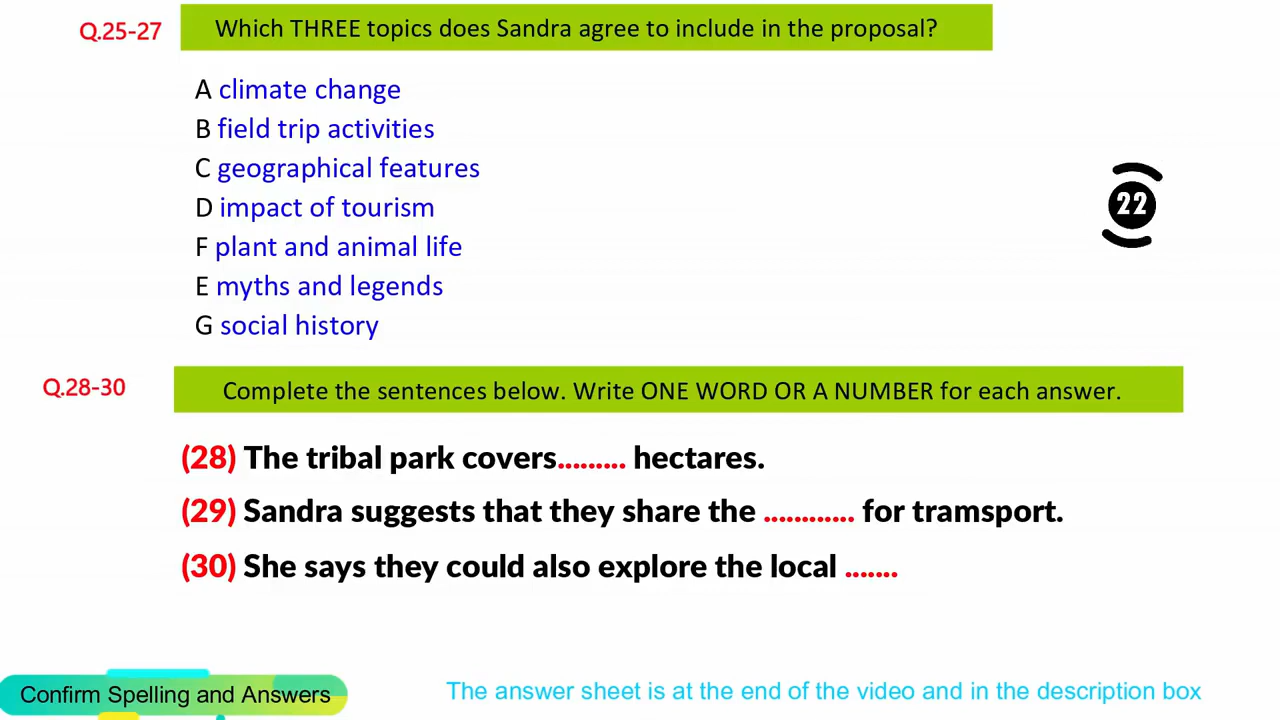 Q.25-27
Which THREE topics does Sandra agree to include in the proposal?
A climate change
B field trip activities
C geographical features
D impact of tourism
F plant and animal life
E myths and legends
G social history
22
Q.28-30
Complete the sentences below. Write ONE WORD OR A NUMBER for each answer.
(28) The tribal park covers......... hectares.
(29) Sandra suggests that they share the ............ for tramsport.
(30) She says they could also explore the local .......
Confirm Spelling and Answers
The answer sheet is at the end of the video and in the description box